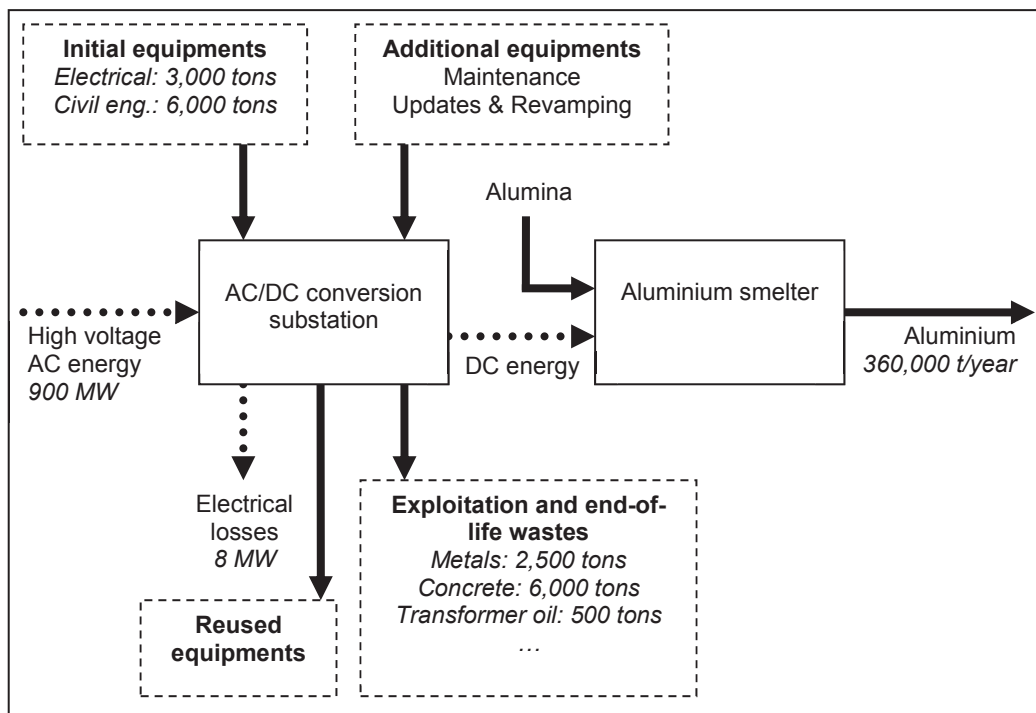 Initial equipments
Electrical: 3,000 tons
Civil eng.: 6,000 tons
Additional equipments
Maintenance
Updates & Revamping
Alumina
AC/DC conversion
substation
Aluminium smelter
High voltage
AC energy
900 MW
DC energy
Aluminium
360,000 t/year
Electrical
losses
8 MW
Exploitation and end-of-
life wastes
Metals: 2,500 tons
Concrete: 6,000 tons
Transformer oil: 500 tons
…
Reused
equipments